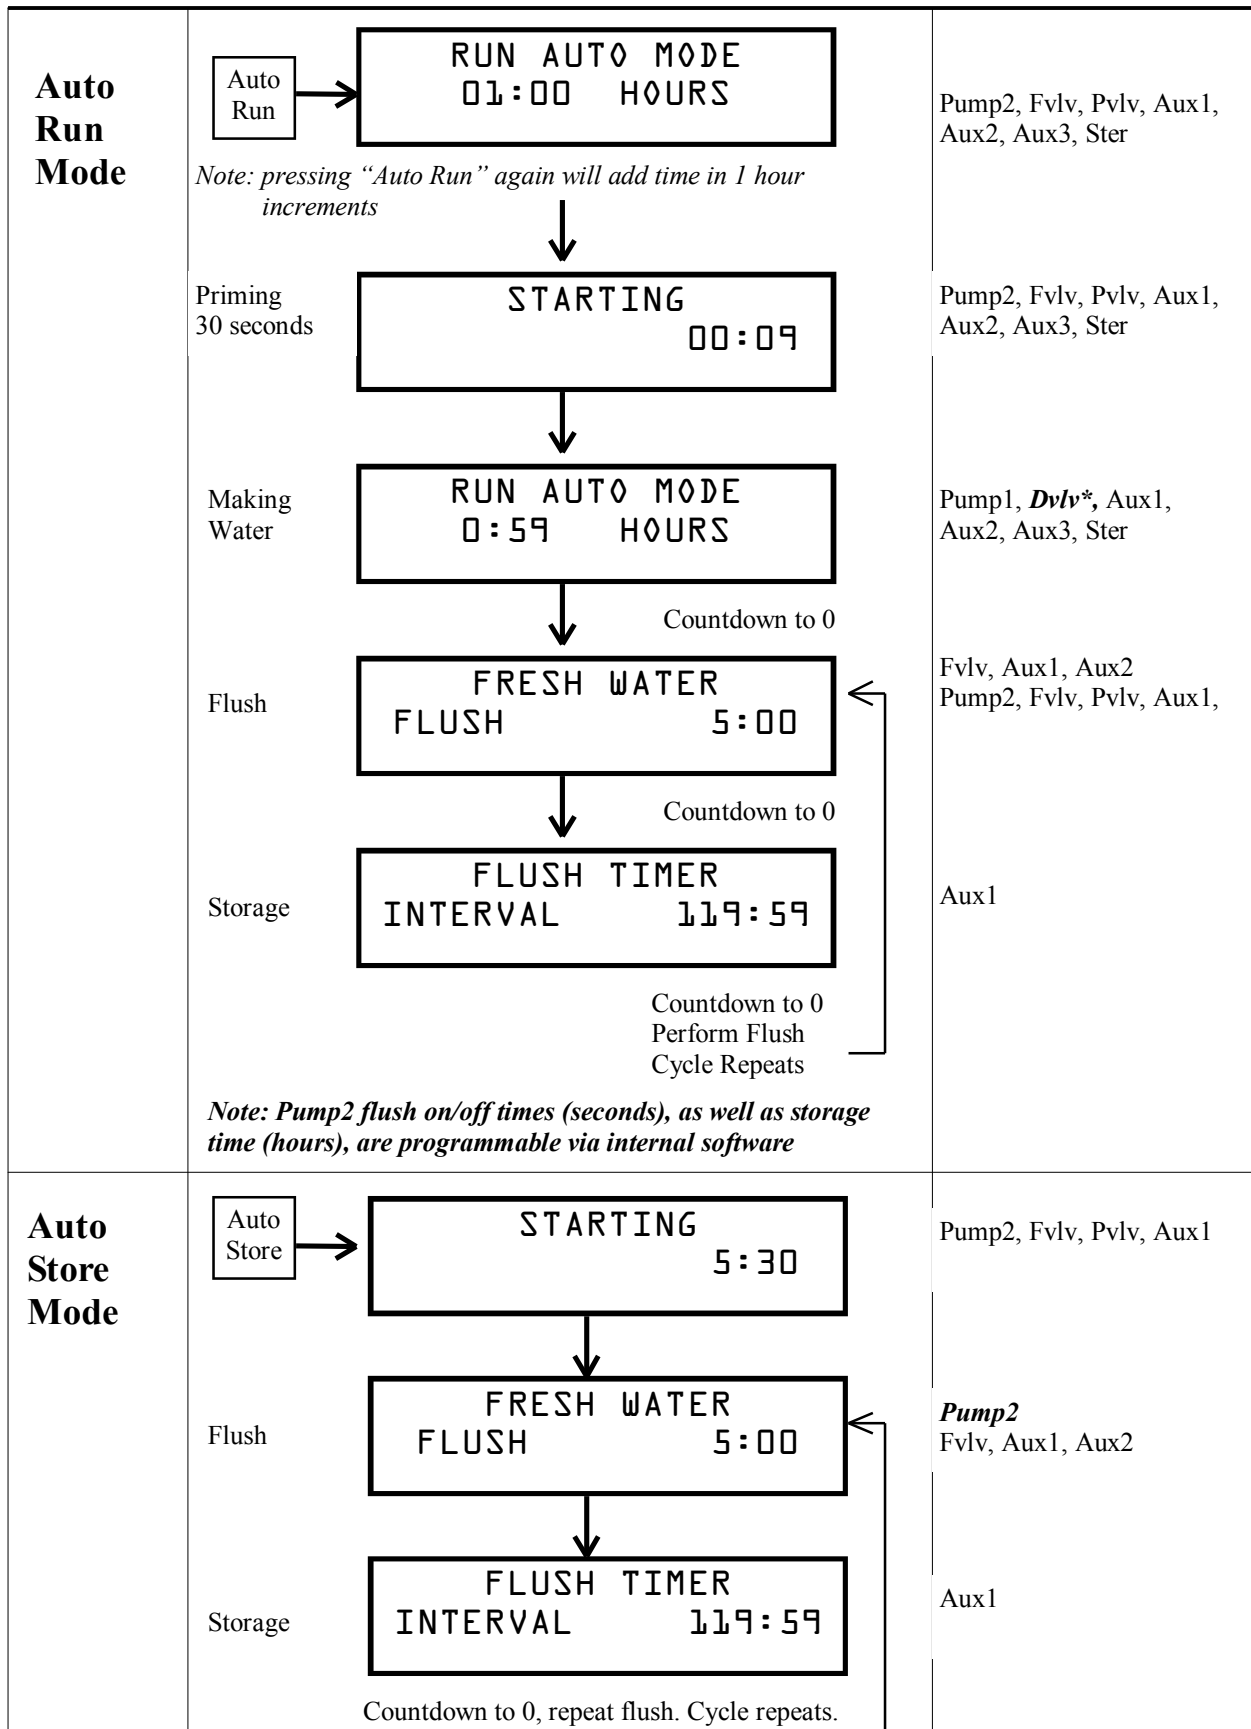 Auto
Run
Mode
Auto
Run
RUN AUTO MODE
01:00 HOURS
Pump2, Fvlv, Pvlv, Aux1,
Aux2, Aux3, Ster
Note: pressing “Auto Run” again will add time in 1 hour
increments
Priming
30 seconds
STARTING
00:09
Pump2, Fvlv, Pvlv, Aux1,
Aux2, Aux3, Ster
Making
Water
RUN AUTO MODE
0:59 HOURS
Pump1, Dvlv*, Aux1,
Aux2, Aux3, Ster
Countdown to 0
Flush
FRESH WATER
FLUSH 5:00
Fvlv, Aux1, Aux2
Pump2, Fvlv, Pvlv, Aux1,
Countdown to 0
Storage
FLUSH TIMER
INTERVAL 119:59
Aux1
Countdown to 0
Perform Flush
Cycle Repeats
Note: Pump2 flush on/off times (seconds), as well as storage
time (hours), are programmable via internal software
Auto
Store
Mode
Auto
Store
STARTING
5:30
Pump2, Fvlv, Pvlv, Aux1
Flush
FRESH WATER
FLUSH 5:00
Pump2
Fvlv, Aux1, Aux2
Storage
FLUSH TIMER
INTERVAL 119:59
Aux1
Countdown to 0, repeat flush. Cycle repeats.